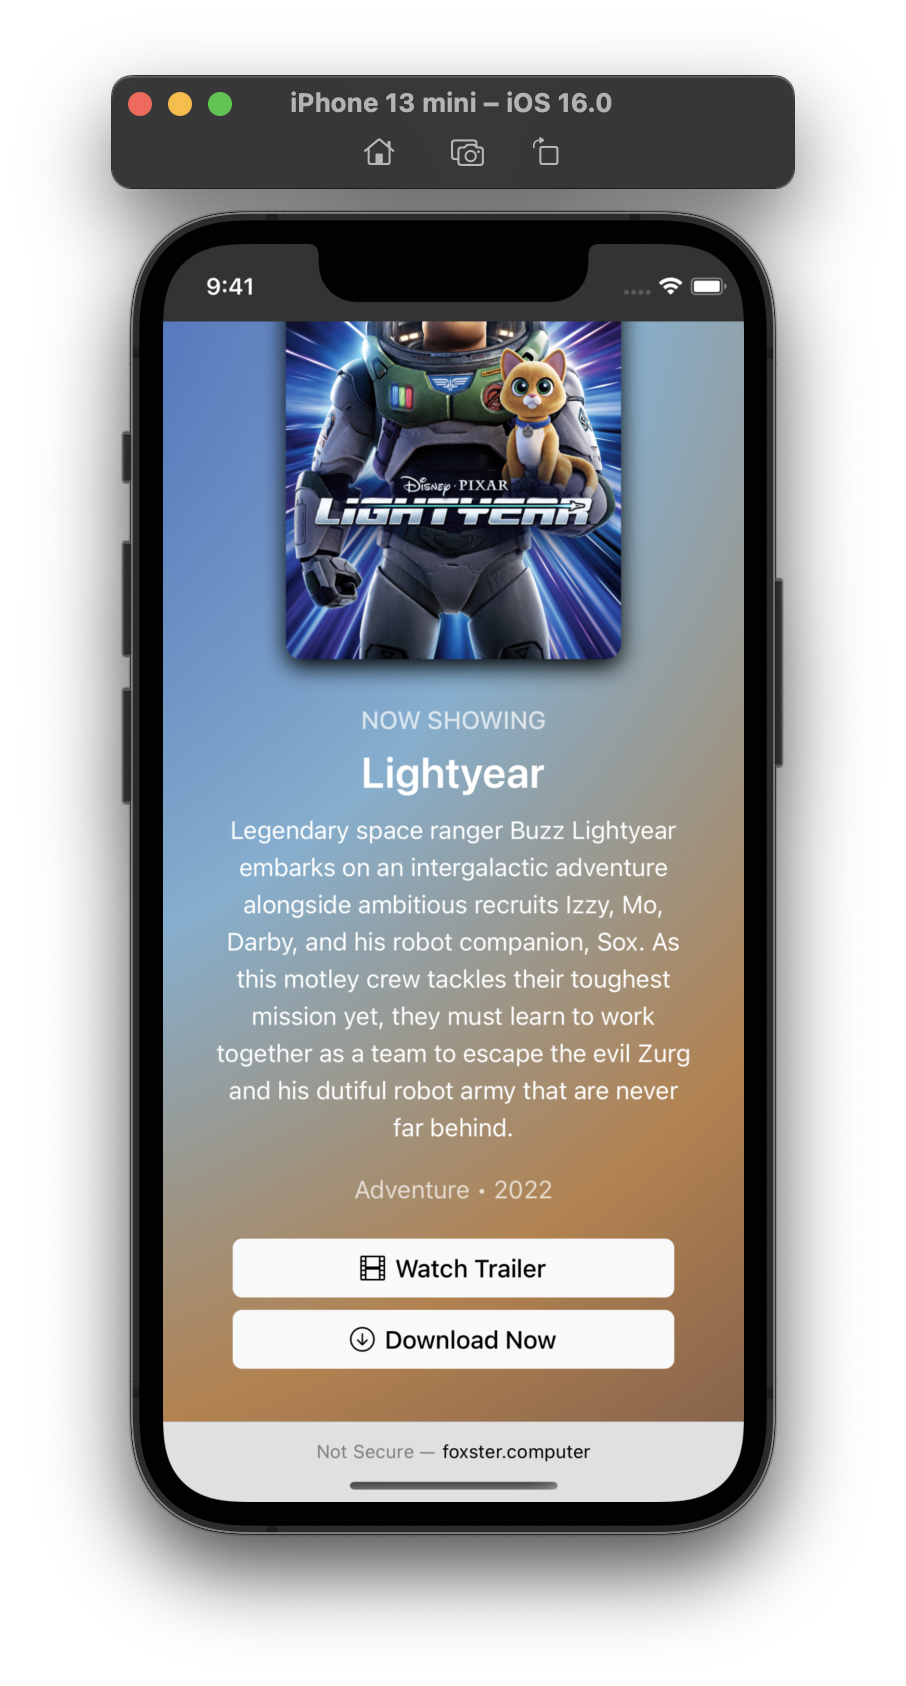 iPhone 13 mini – iOS 16.0
9:41
Disney · PIXAR
LIGHTYEAR
NOW SHOWING
Lightyear
Legendary space ranger Buzz Lightyear
embarks on an intergalactic adventure
alongside ambitious recruits Izzy, Mo,
Darby, and his robot companion, Sox. As
this motley crew tackles their toughest
mission yet, they must learn to work
together as a team to escape the evil Zurg
and his dutiful robot army that are never
far behind.
Adventure • 2022
Watch Trailer
Download Now
Not Secure — foxster.computer